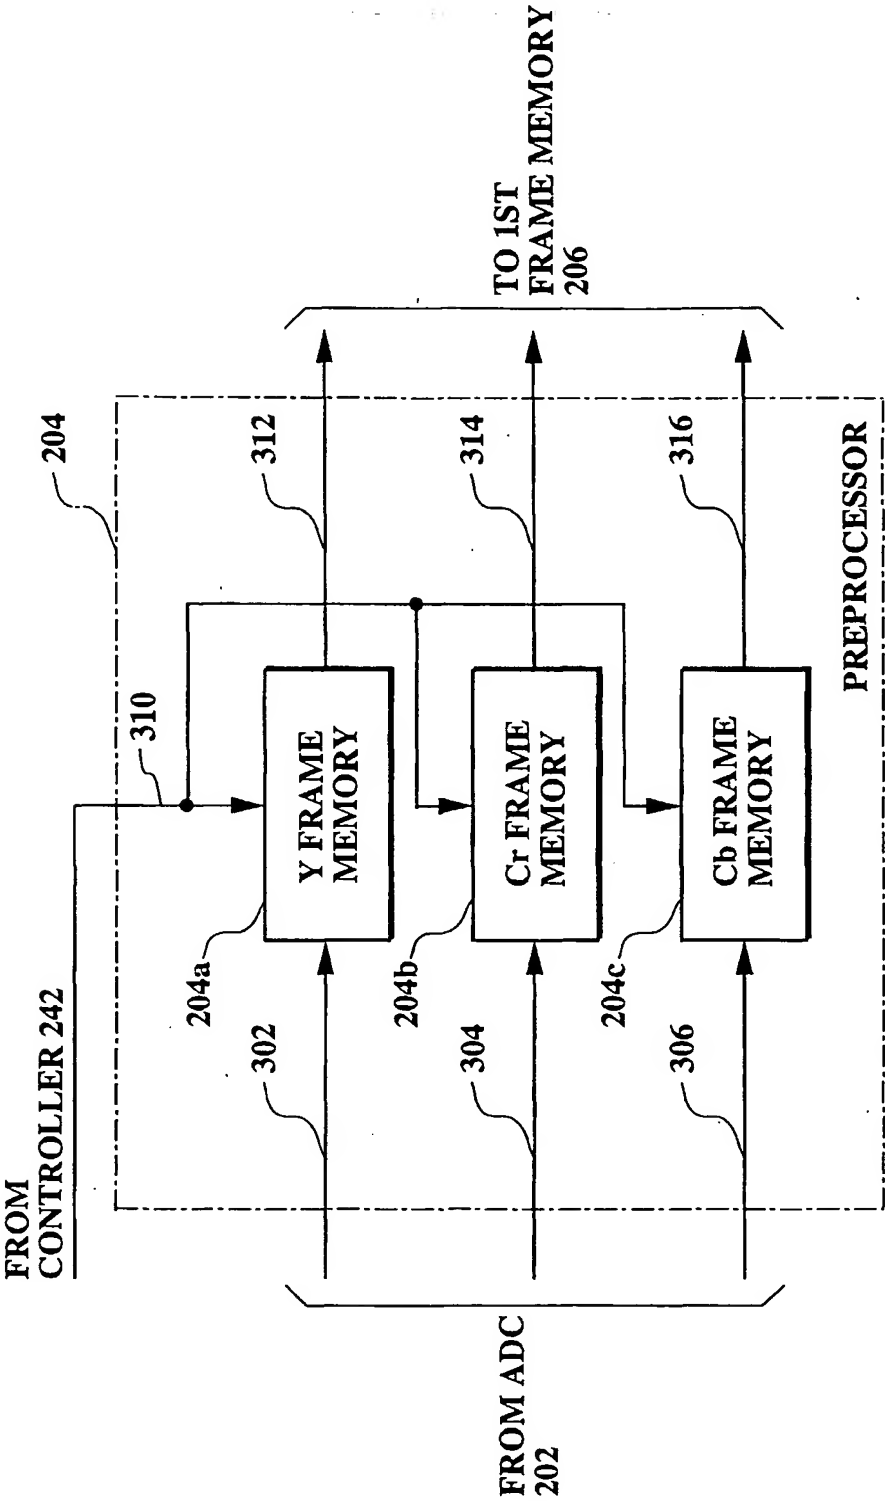 FROM
CONTROLLER 242
310
204
204a
Y FRAME
MEMORY
302
312
204b
Cr FRAME
MEMORY
304
314
204c
Cb FRAME
MEMORY
306
316
FROM ADC
202
TO 1ST
FRAME MEMORY
206
PREPROCESSOR